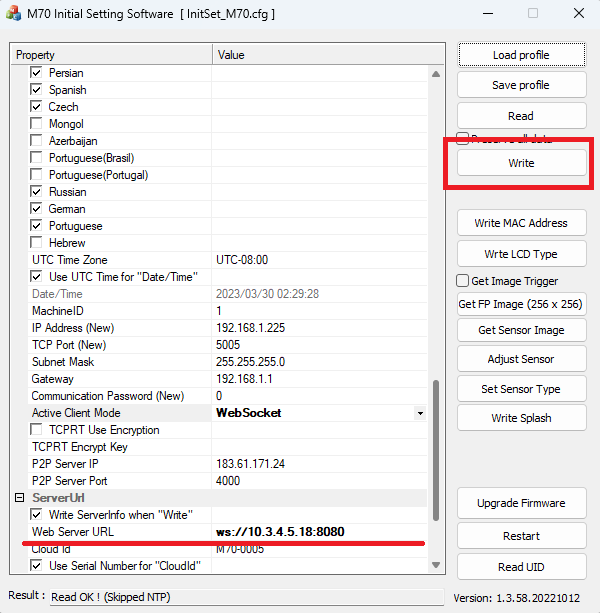 M70 Initial Setting Software [ InitSet_M70.cfg ]
Property Value
Persian
Spanish
Czech
Mongol
Azerbaijan
Portuguese(Brasil)
Portuguese(Portugal)
Russian
German
Portuguese
Hebrew
UTC Time Zone UTC-08:00
Use UTC Time for "Date/Time"
Date/Time 2023/03/30 02:29:28
MachineID 1
IP Address (New) 192.168.1.225
TCP Port (New) 5005
Subnet Mask 255.255.255.0
Gateway 192.168.1.1
Communication Password (New) 0
Active Client Mode WebSocket
TCPRT Use Encryption
TCPRT Encrypt Key
P2P Server IP 183.61.171.24
P2P Server Port 4000
ServerUrl
Write ServerInfo when "Write"
Web Server URL ws://10.3.4.5.18:8080
Cloud Id M70-0005
Use Serial Number for "CloudId"
Load profile
Save profile
Read
Preserve all data
Write
Write MAC Address
Wrte LCD Type
Get Image Trigger
Get FP Image (256 x 256)
Get Sensor Image
Adjust Sensor
Set Sensor Type
Write Splash
Upgrade Firmware
Restart
Read UID
Result : Read OK ! (Skipped NTP)
Version: 1.3.58.20221012